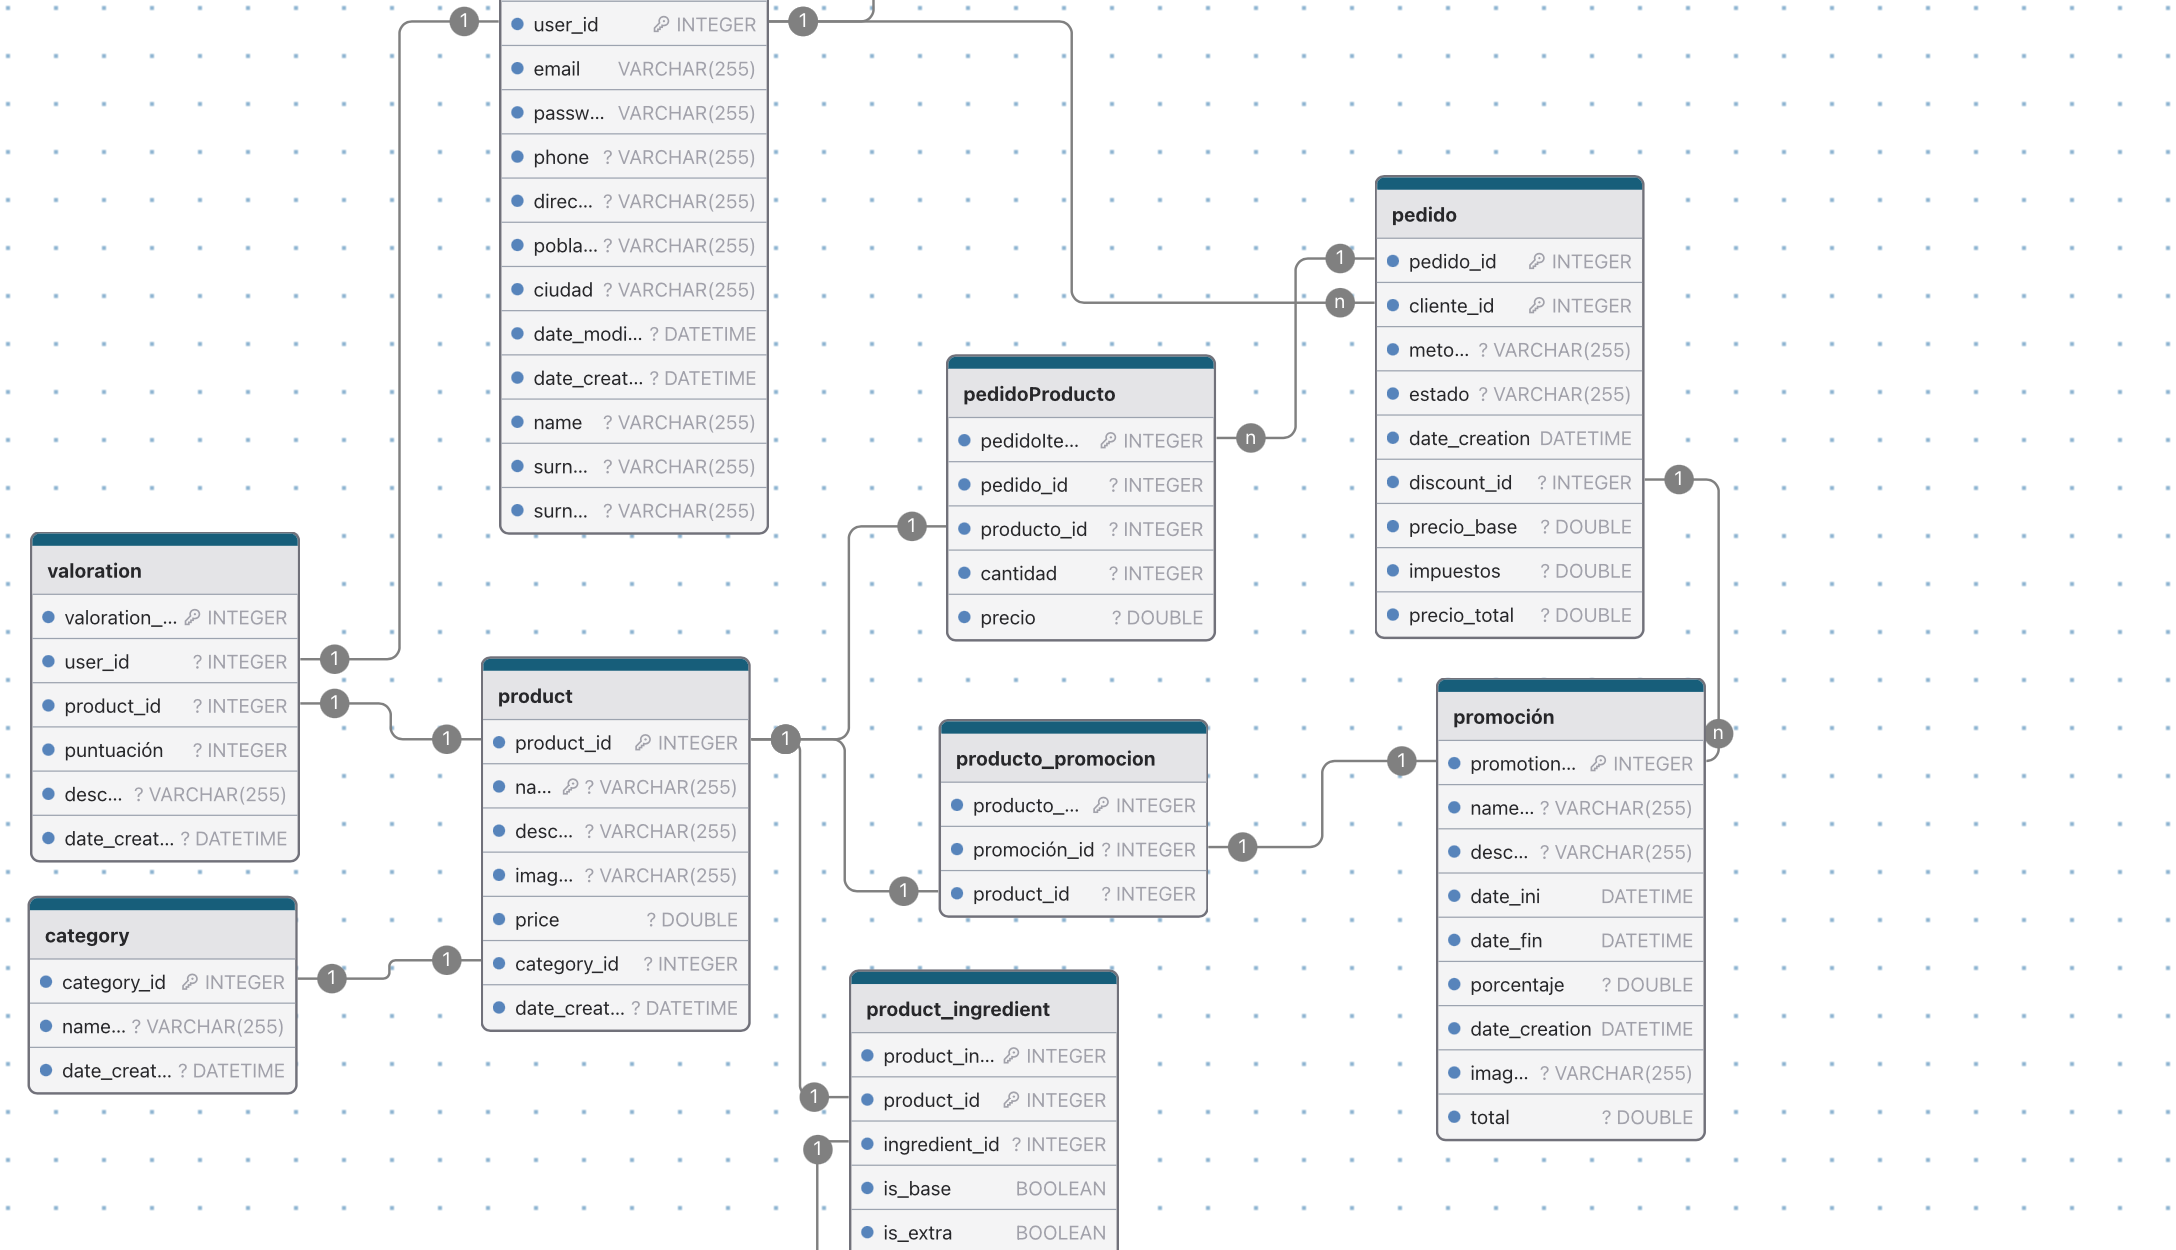 1
user_id INTEGER
1
email VARCHAR(255)
passw... VARCHAR(255)
phone ? VARCHAR(255)
direc... ? VARCHAR(255)
pobla... ? VARCHAR(255)
ciudad ? VARCHAR(255)
date_modi... ? DATETIME
date_creat... ? DATETIME
name ? VARCHAR(255)
surn... ? VARCHAR(255)
surn... ? VARCHAR(255)
pedido
1
pedido_id INTEGER
n
cliente_id INTEGER
meto... ? VARCHAR(255)
estado ? VARCHAR(255)
date_creation DATETIME
discount_id ? INTEGER
1
precio_base ? DOUBLE
impuestos ? DOUBLE
precio_total ? DOUBLE
pedidoProducto
pedidoIte... INTEGER
n
pedido_id ? INTEGER
1
producto_id ? INTEGER
cantidad ? INTEGER
precio ? DOUBLE
valoration
valoration_... INTEGER
user_id ? INTEGER
1
product_id ? INTEGER
1
puntuación ? INTEGER
desc... ? VARCHAR(255)
date_creat... ? DATETIME
product
1
product_id INTEGER
1
na... ? VARCHAR(255)
desc... ? VARCHAR(255)
imag... ? VARCHAR(255)
price ? DOUBLE
1
category_id ? INTEGER
date_creat... ? DATETIME
producto_promocion
producto_... INTEGER
promoción_id ? INTEGER
1
1
product_id ? INTEGER
promoción
n
1
promotion... INTEGER
name... ? VARCHAR(255)
desc... ? VARCHAR(255)
date_ini DATETIME
date_fin DATETIME
porcentaje ? DOUBLE
date_creation DATETIME
imag... ? VARCHAR(255)
total ? DOUBLE
category
category_id INTEGER
1
name... ? VARCHAR(255)
date_creat... ? DATETIME
product_ingredient
product_in... INTEGER
1
product_id INTEGER
1
ingredient_id ? INTEGER
is_base BOOLEAN
is_extra BOOLEAN